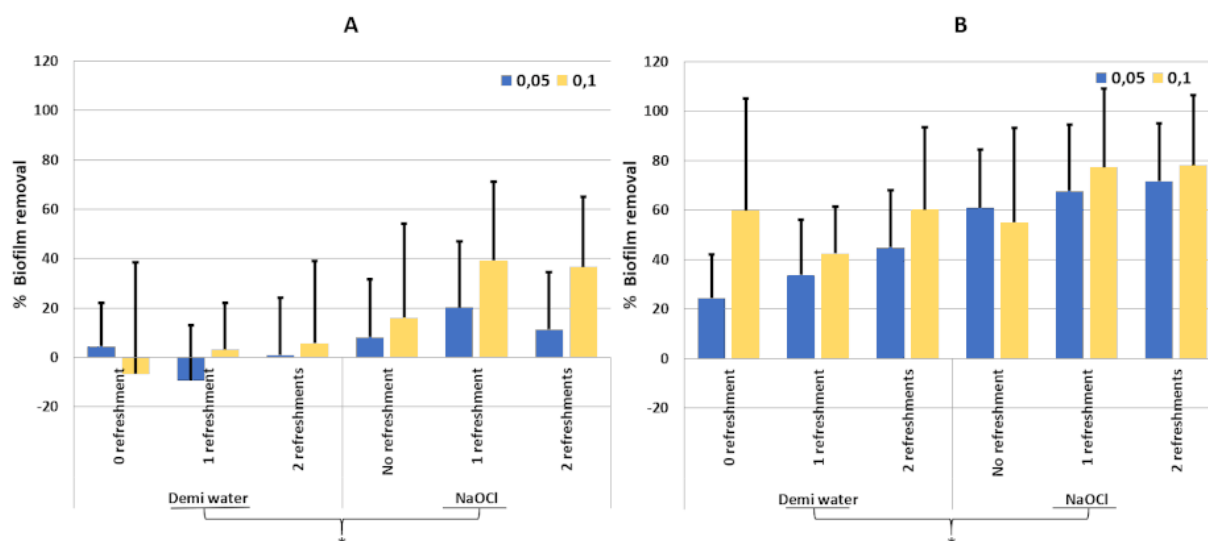 A
120
100
80
60
40
20
0
-20
% Biofilm removal
0,05 0,1
0 refreshment
1 refreshment
2 refreshments
No refreshment
1 refreshment
2 refreshments
Demi water
NaOCl
*
B
120
100
80
60
40
20
0
-20
% Biofilm removal
0,05 0,1
0 refreshment
1 refreshment
2 refreshments
No refreshment
1 refreshment
2 refreshments
Demi water
NaOCl
*